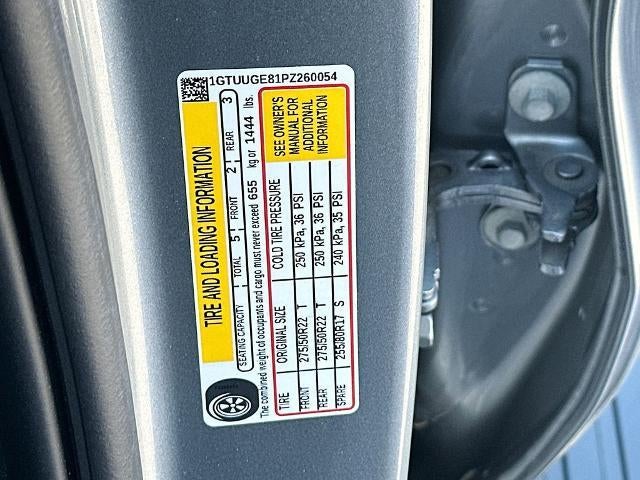 1GTUUGE81PZ260054
TIRE AND LOADING INFORMATION
SEATING CAPACITY | TOTAL 5 | FRONT 2 | REAR 3
The combined weight of occupants and cargo must never exceed 655 kg or 1444 lbs.
TIRE ORIGINAL SIZE COLD TIRE PRESSURE
FRONT 275/50R22 T 250 kPa, 36 PSI
REAR 275/50R22 T 250 kPa, 36 PSI
SPARE 255/80R17 S 240 kPa, 35 PSI
SEE OWNER'S
MANUAL FOR
ADDITIONAL
INFORMATION